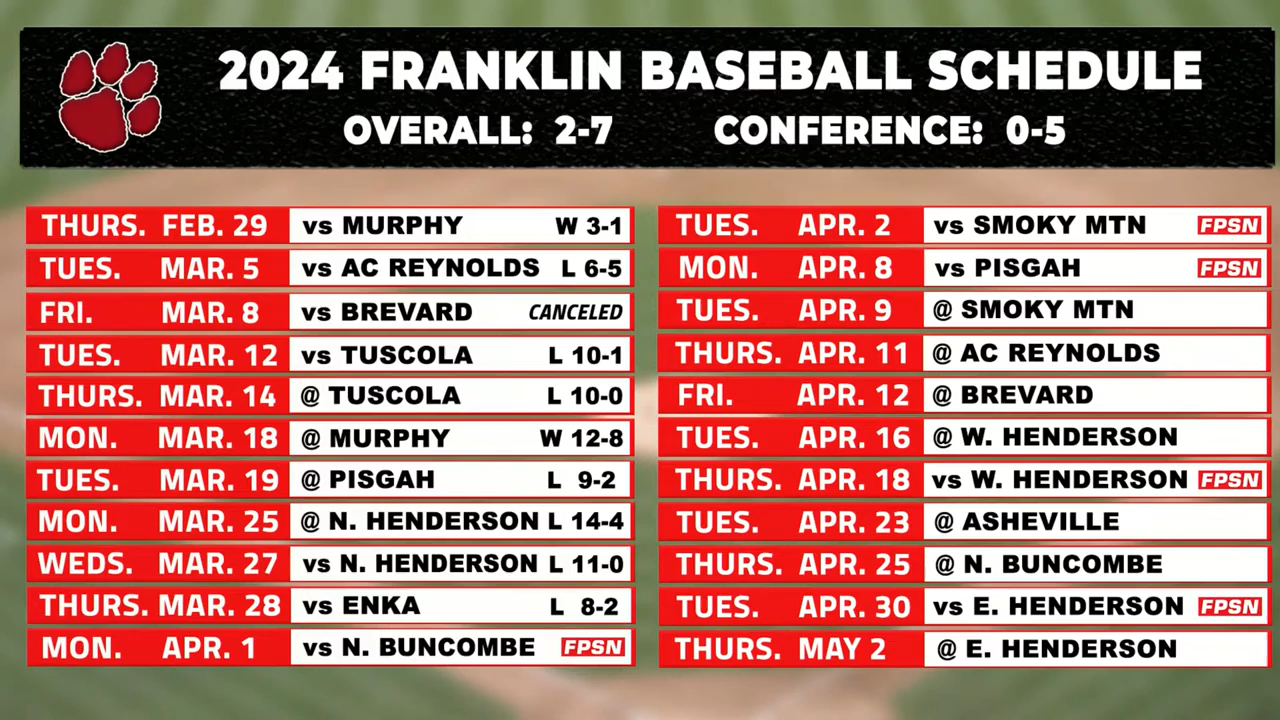 2024 FRANKLIN BASEBALL SCHEDULE
OVERALL: 2-7 CONFERENCE: 0-5
THURS. FEB. 29 vs MURPHY W 3-1
TUES. MAR. 5 vs AC REYNOLDS L 6-5
FRI. MAR. 8 vs BREVARD CANCELED
TUES. MAR. 12 vs TUSCOLA L 10-1
THURS. MAR. 14 @ TUSCOLA L 10-0
MON. MAR. 18 @ MURPHY W 12-8
TUES. MAR. 19 @ PISGAH L 9-2
MON. MAR. 25 @ N. HENDERSON L 14-4
WEDS. MAR. 27 vs N. HENDERSON L 11-0
THURS. MAR. 28 vs ENKA L 8-2
MON. APR. 1 vs N. BUNCOMBE FPSN
TUES. APR. 2 vs SMOKY MTN FPSN
MON. APR. 8 vs PISGAH FPSN
TUES. APR. 9 @ SMOKY MTN
THURS. APR. 11 @ AC REYNOLDS
FRI. APR. 12 @ BREVARD
TUES. APR. 16 @ W. HENDERSON
THURS. APR. 18 vs W. HENDERSON FPSN
TUES. APR. 23 @ ASHEVILLE
THURS. APR. 25 @ N. BUNCOMBE
TUES. APR. 30 vs E. HENDERSON FPSN
THURS. MAY 2 @ E. HENDERSON